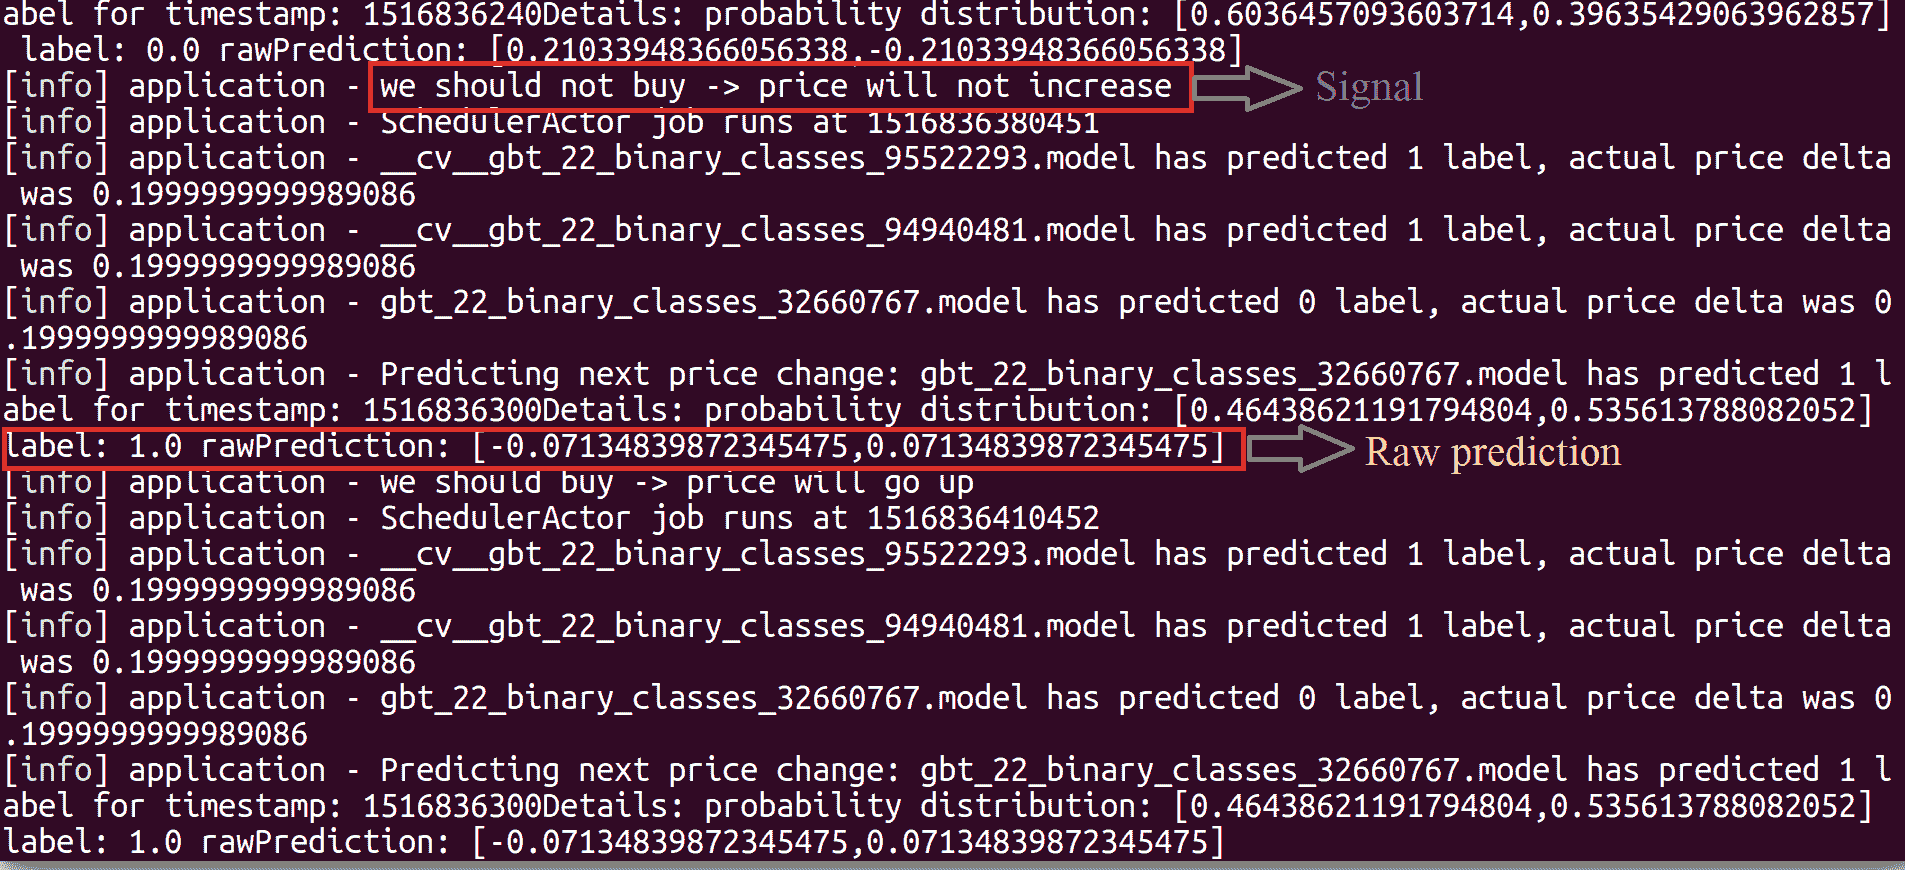 abel for timestamp: 1516836240Details: probability distribution: [0.6036457093603714,0.39635429063962857]
label: 0.0 rawPrediction: [0.21033948366056338,-0.21033948366056338]
[info] application - we should not buy -> price will not increase Signal
[info] application - SchedulerActor job runs at 1516836380451
[info] application - __cv__gbt_22_binary_classes_95522293.model has predicted 1 label, actual price delta
was 0.1999999999989086
[info] application - __cv__gbt_22_binary_classes_94940481.model has predicted 1 label, actual price delta
was 0.1999999999989086
[info] application - gbt_22_binary_classes_32660767.model has predicted 0 label, actual price delta was 0
.1999999999989086
[info] application - Predicting next price change: gbt_22_binary_classes_32660767.model has predicted 1 l
abel for timestamp: 1516836300Details: probability distribution: [0.46438621191794804,0.535613788082052]
label: 1.0 rawPrediction: [-0.07134839872345475,0.07134839872345475] Raw prediction
[info] application - we should buy -> price will go up
[info] application - SchedulerActor job runs at 1516836410452
[info] application - __cv__gbt_22_binary_classes_95522293.model has predicted 1 label, actual price delta
was 0.1999999999989086
[info] application - __cv__gbt_22_binary_classes_94940481.model has predicted 1 label, actual price delta
was 0.1999999999989086
[info] application - gbt_22_binary_classes_32660767.model has predicted 0 label, actual price delta was 0
.1999999999989086
[info] application - Predicting next price change: gbt_22_binary_classes_32660767.model has predicted 1 l
abel for timestamp: 1516836300Details: probability distribution: [0.46438621191794804,0.535613788082052]
label: 1.0 rawPrediction: [-0.07134839872345475,0.07134839872345475]